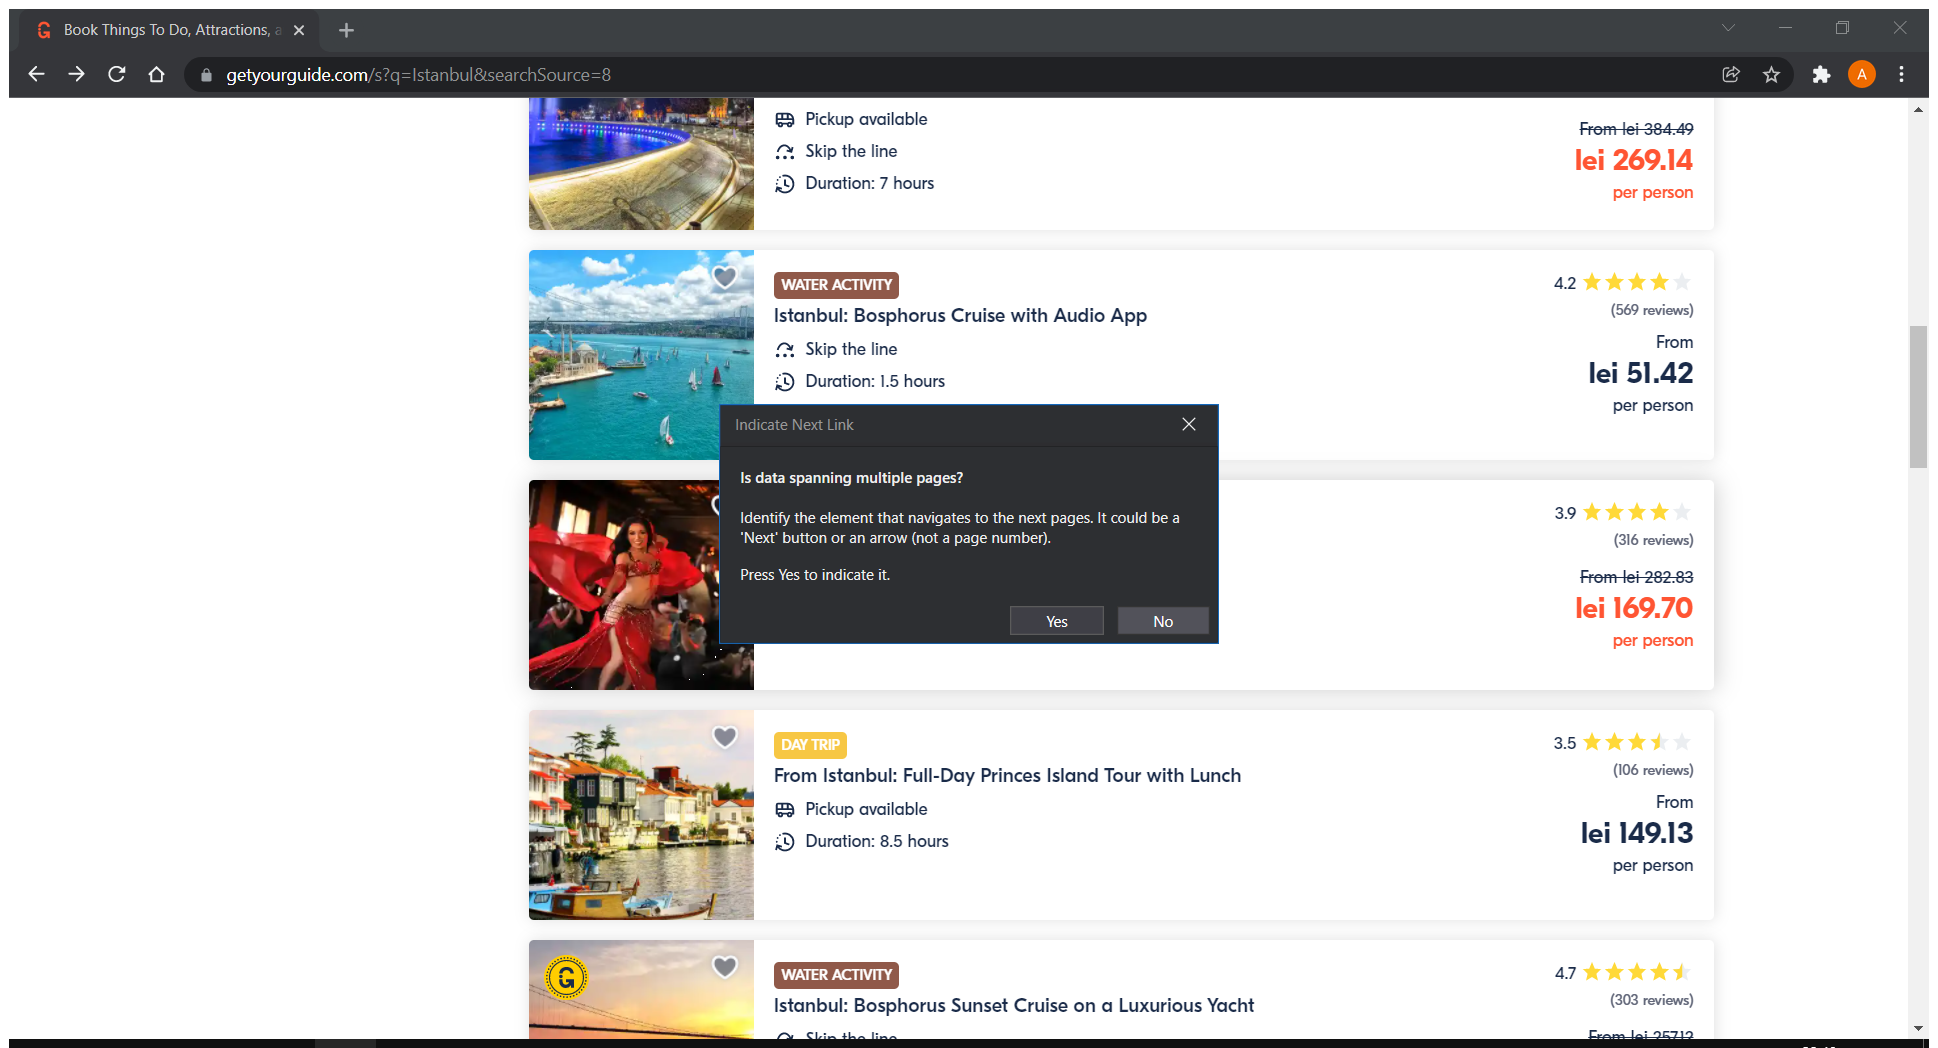 Book Things To Do, Attractions, a
getyourguide.com/s?q=Istanbul&searchSource=8
A
Pickup available
Skip the line
Duration: 7 hours
From lei 384.49
lei 269.14
per person
WATER ACTIVITY
Istanbul: Bosphorus Cruise with Audio App
Skip the line
Duration: 1.5 hours
4.2
(569 reviews)
From
lei 51.42
per person
Indicate Next Link
Is data spanning multiple pages?
Identify the element that navigates to the next pages. It could be a
'Next' button or an arrow (not a page number).
Press Yes to indicate it.
Yes
No
3.9
(316 reviews)
From lei 282.83
lei 169.70
per person
DAY TRIP
From Istanbul: Full-Day Princes Island Tour with Lunch
Pickup available
Duration: 8.5 hours
3.5
(106 reviews)
From
lei 149.13
per person
G
WATER ACTIVITY
Istanbul: Bosphorus Sunset Cruise on a Luxurious Yacht
Skip the line
4.7
(303 reviews)
From lei 257.12